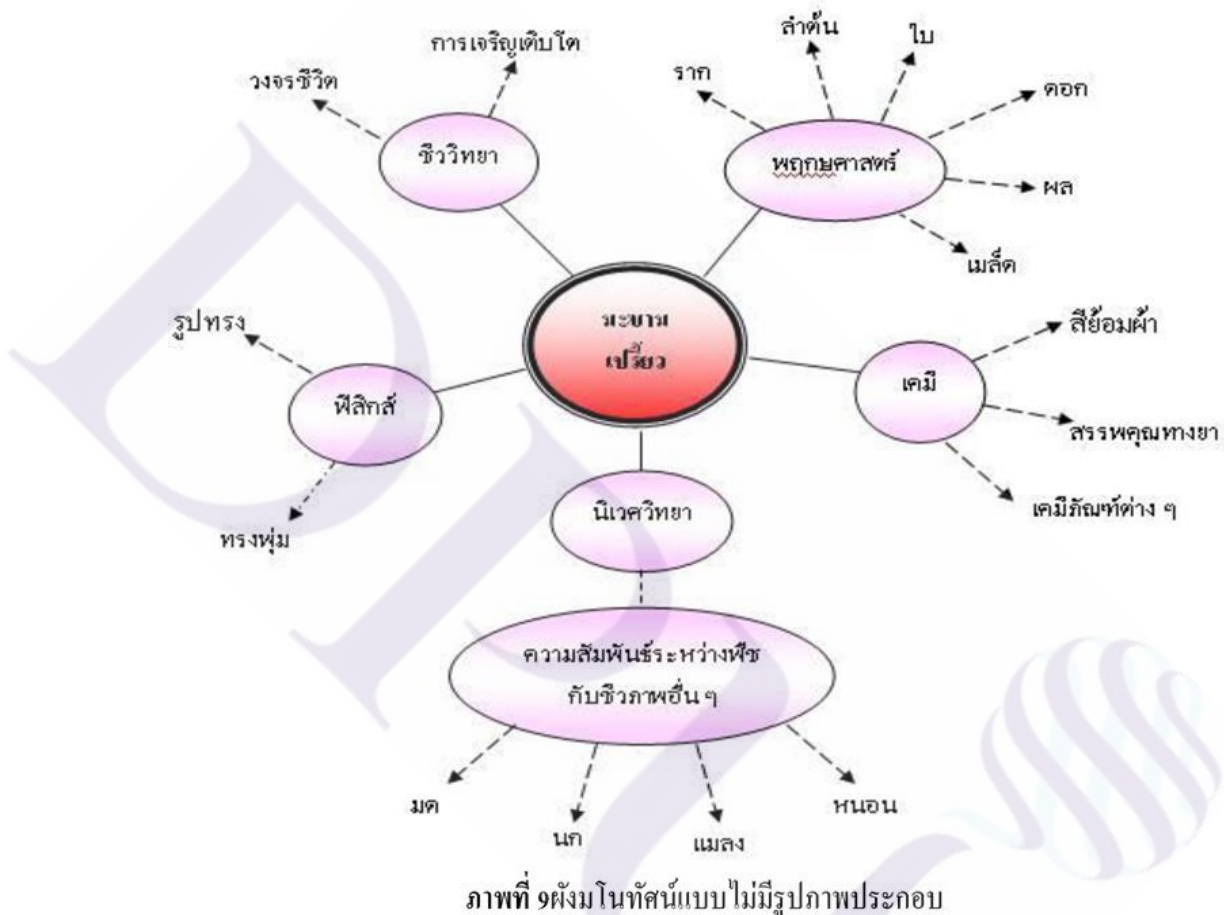 การเจริญเติบโต
วงจรชีวิต
ชีววิทยา
ลำต้น
ใบ
ราก
ดอก
พฤกษศาสตร์
ผล
เมล็ด
มะขาม
เปรี้ยว
รูปทรง
ฟิสิกส์
ทรงพุ่ม
สีย้อมผ้า
เคมี
สรรพคุณทางยา
เคมีภัณฑ์ต่าง ๆ
นิเวศวิทยา
ความสัมพันธ์ระหว่างพืช
กับชีวภาพอื่น ๆ
มด
นก
แมลง
หนอน
ภาพที่ 9ผังมโนทัศน์แบบไม่มีรูปภาพประกอบ